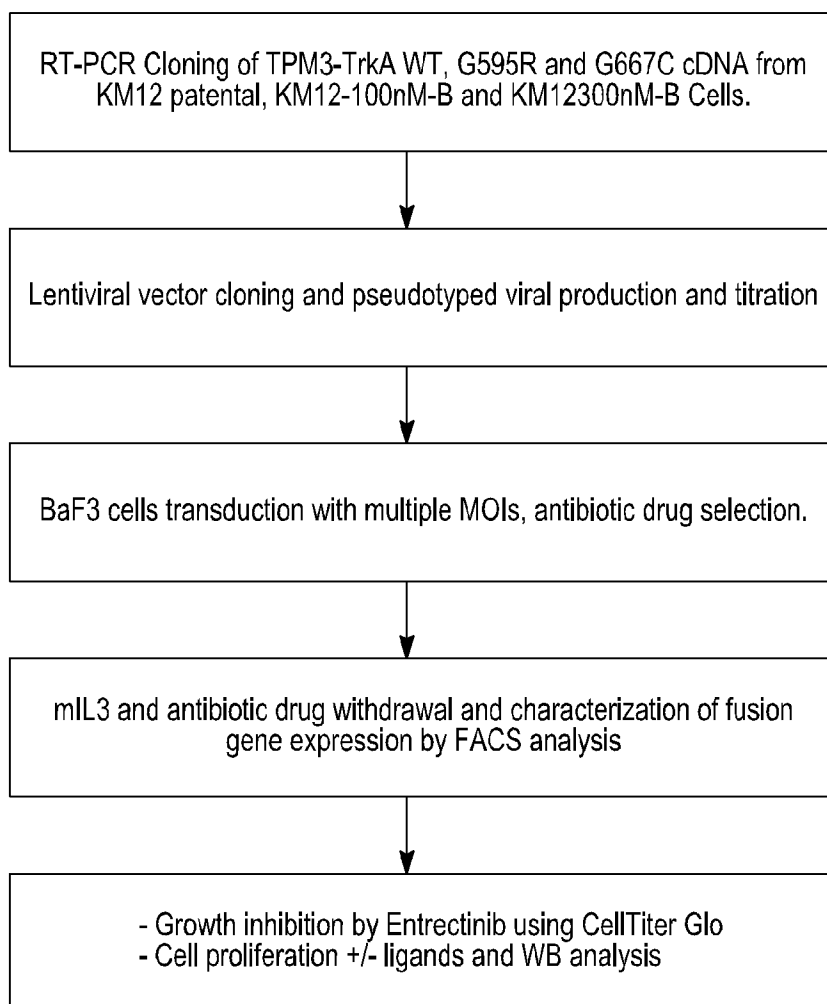 RT-PCR Cloning of TPM3-TrkA WT, G595R and G667C cDNA from
KM12 patental, KM12-100nM-B and KM12300nM-B Cells.
Lentiviral vector cloning and pseudotyped viral production and titration
BaF3 cells transduction with multiple MOIs, antibiotic drug selection.
mIL3 and antibiotic drug withdrawal and characterization of fusion
gene expression by FACS analysis
- Growth inhibition by Entrectinib using CellTiter Glo
- Cell proliferation +/- ligands and WB analysis